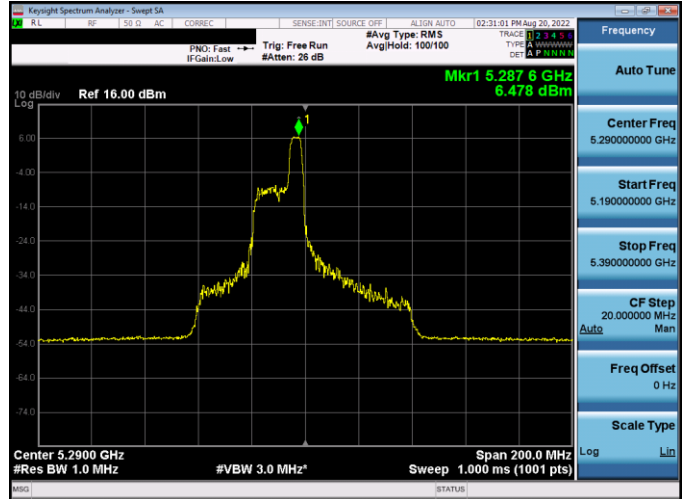 Keysight Spectrum Analyzer - Swept SA
LXI RL RF 50 Ω AC CORREC SENSE:INT SOURCE OFF ALIGN AUTO 02:31:01 PM Aug 20, 2022
#Avg Type: RMS
Avg|Hold: 100/100
TRACE 1 2 3 4 5 6
TYPE A WWWWW
DET A P N N N N
PNO: Fast
IFGain:Low
Trig: Free Run
#Atten: 26 dB
Mkr1 5.287 6 GHz
6.478 dBm
10 dB/div Ref 16.00 dBm
Log
1
6.00
-4.00
-14.0
-24.0
-34.0
-44.0
-54.0
-64.0
-74.0
Center 5.2900 GHz Span 200.0 MHz
#Res BW 1.0 MHz #VBW 3.0 MHz* Sweep 1.000 ms (1001 pts)
MSG STATUS
Frequency
Auto Tune
Center Freq
5.290000000 GHz
Start Freq
5.190000000 GHz
Stop Freq
5.390000000 GHz
CF Step
20.000000 MHz
Auto Man
Freq Offset
0 Hz
Scale Type
Log Lin